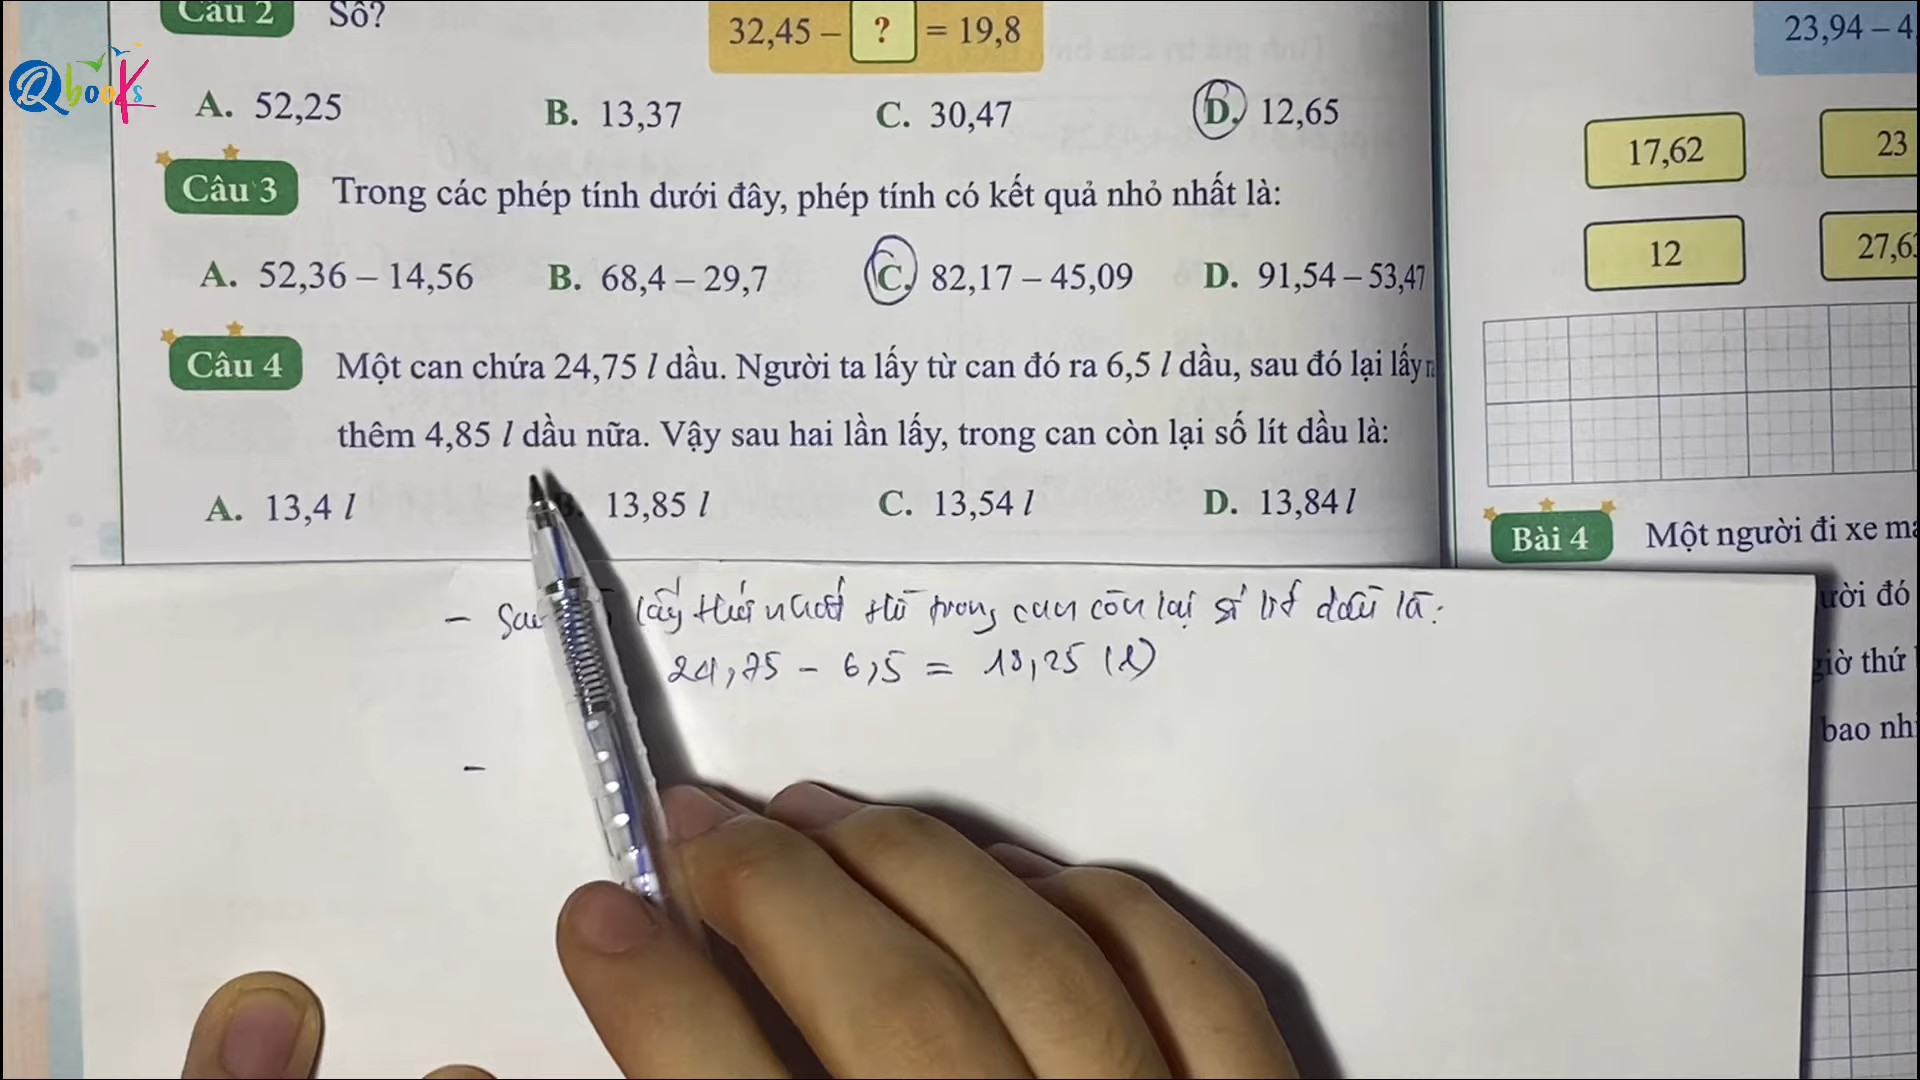 Qbooks
Câu 2 Số?
32,45 – ? = 19,8
A. 52,25 B. 13,37 C. 30,47 D. 12,65
Câu 3 Trong các phép tính dưới đây, phép tính có kết quả nhỏ nhất là:
A. 52,36 – 14,56 B. 68,4 – 29,7 C. 82,17 – 45,09 D. 91,54 – 53,47
Câu 4 Một can chứa 24,75 l dầu. Người ta lấy từ can đó ra 6,5 l dầu, sau đó lại lấy
thêm 4,85 l dầu nữa. Vậy sau hai lần lấy, trong can còn lại số lít dầu là:
A. 13,4 l B. 13,85 l C. 13,54 l D. 13,84 l
- lấy thứ nhất thì trong can còn lại số lít dầu là:
24,75 - 6,5 = 18,25 (l)
-
23,94 – 4
17,62 23
12 27,6
Bài 4 Một người đi xe
đó
giờ thứ
bao